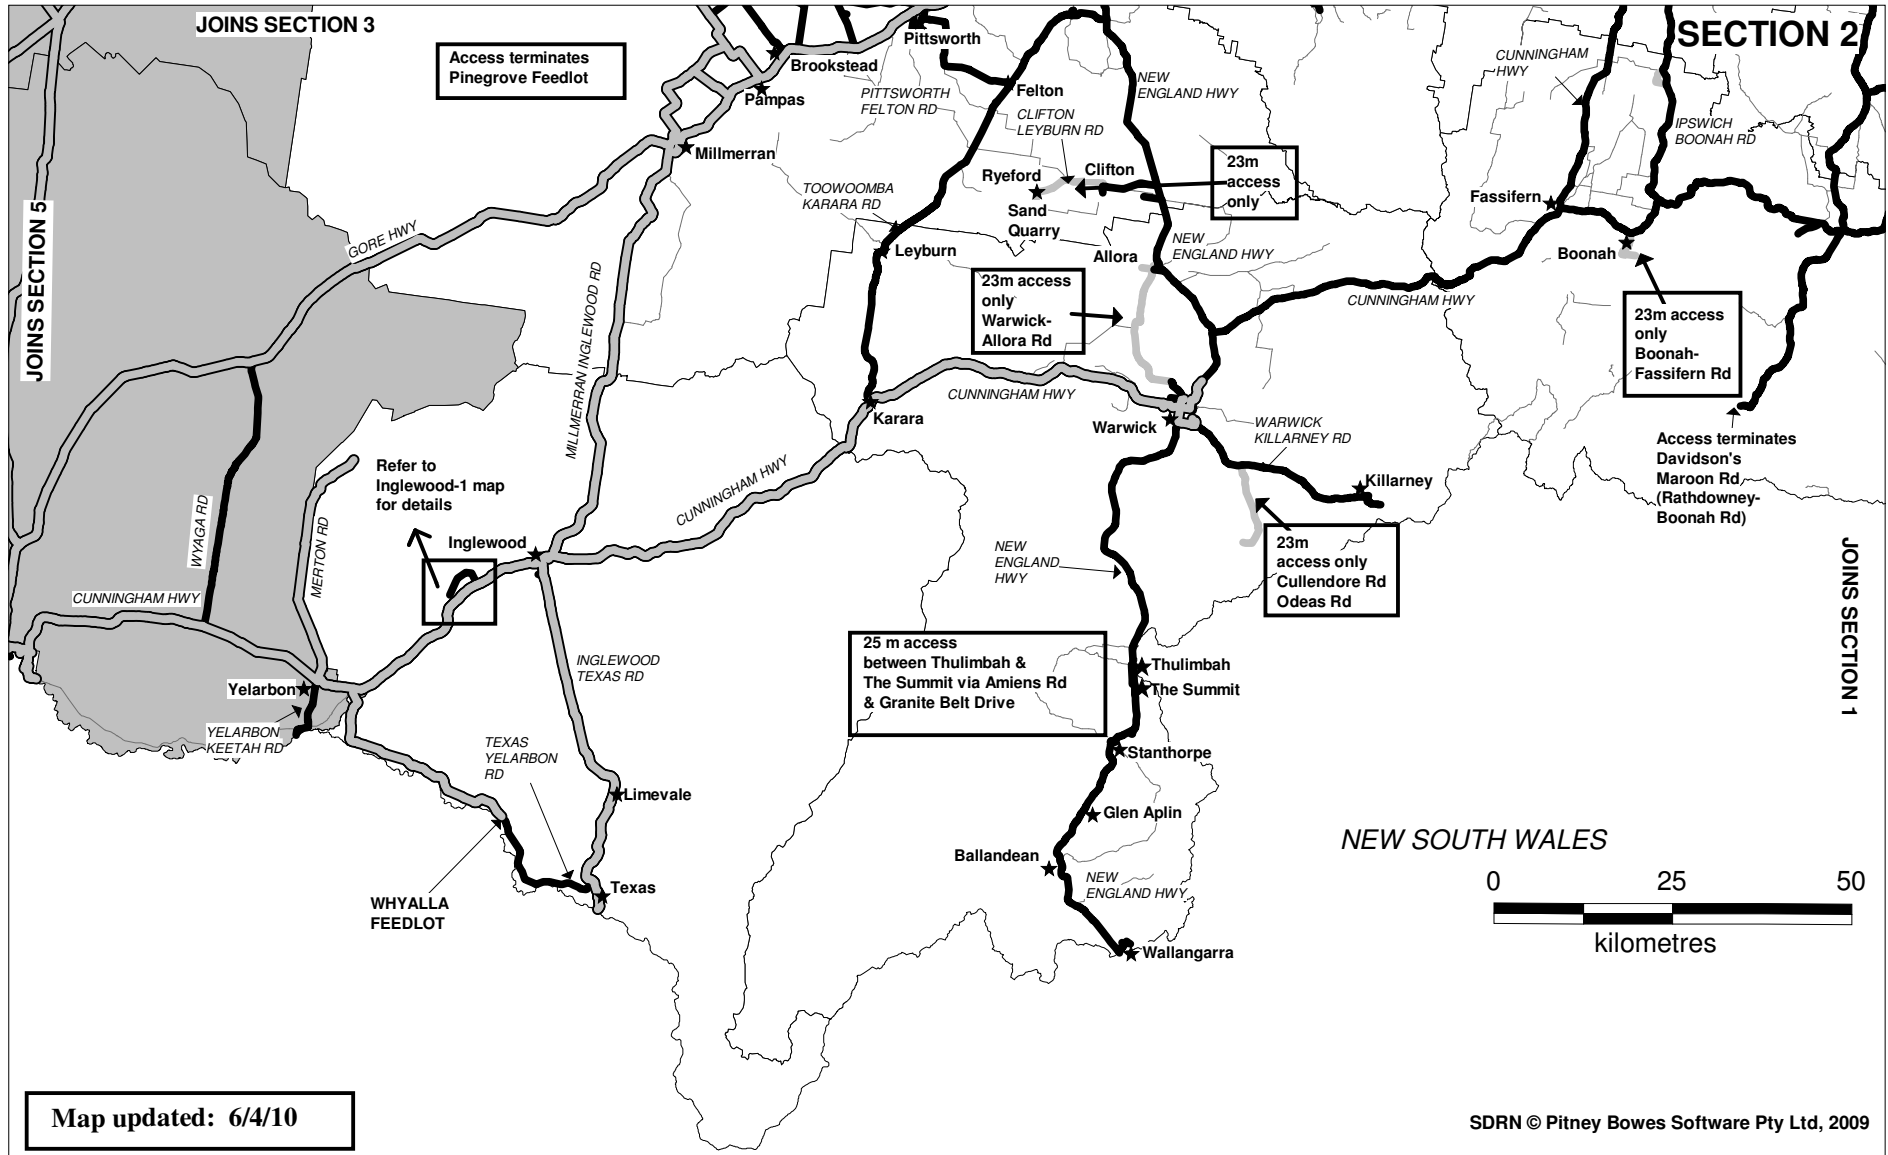 JOINS SECTION 3
SECTION 2
Access terminates
Pinegrove Feedlot
Pittsworth
Brookstead
Pampas
PITTSWORTH
FELTON RD
Felton
NEW
ENGLAND HWY
CUNNINGHAM
HWY
CLIFTON
LEYBURN RD
IPSWICH
BOONAH RD
Millmerran
Ryeford
Clifton
23m
access
only
TOOWOOMBA
KARARA RD
Sand
Quarry
Fassifern
JOINS SECTION 5
GORE HWY
Leyburn
Allora
NEW
ENGLAND HWY
Boonah
23m access
only
Warwick-
Allora Rd
CUNNINGHAM HWY
23m access
only
Boonah-
Fassifern Rd
MILLMERRAN INGLEWOOD RD
CUNNINGHAM HWY
Karara
Warwick
WARWICK
KILLARNEY RD
Access terminates
Davidson's
Maroon Rd
(Rathdowney-
Boonah Rd)
Refer to
Inglewood-1 map
for details
CUNNINGHAM HWY
Killarney
WYAGA RD
MERTON RD
Inglewood
NEW
ENGLAND
HWY
23m
access only
Cullendore Rd
Odeas Rd
JOINS SECTION 1
CUNNINGHAM HWY
25 m access
between Thulimbah &
The Summit via Amiens Rd
& Granite Belt Drive
INGLEWOOD
TEXAS RD
Thulimbah
The Summit
Yelarbon
YELARBON
KEETAH RD
TEXAS
YELARBON
RD
Stanthorpe
Limevale
Glen Aplin
NEW SOUTH WALES
Ballandean
NEW
ENGLAND HWY
0 25 50
kilometres
Texas
WHYALLA
FEEDLOT
Wallangarra
Map updated: 6/4/10
SDRN © Pitney Bowes Software Pty Ltd, 2009